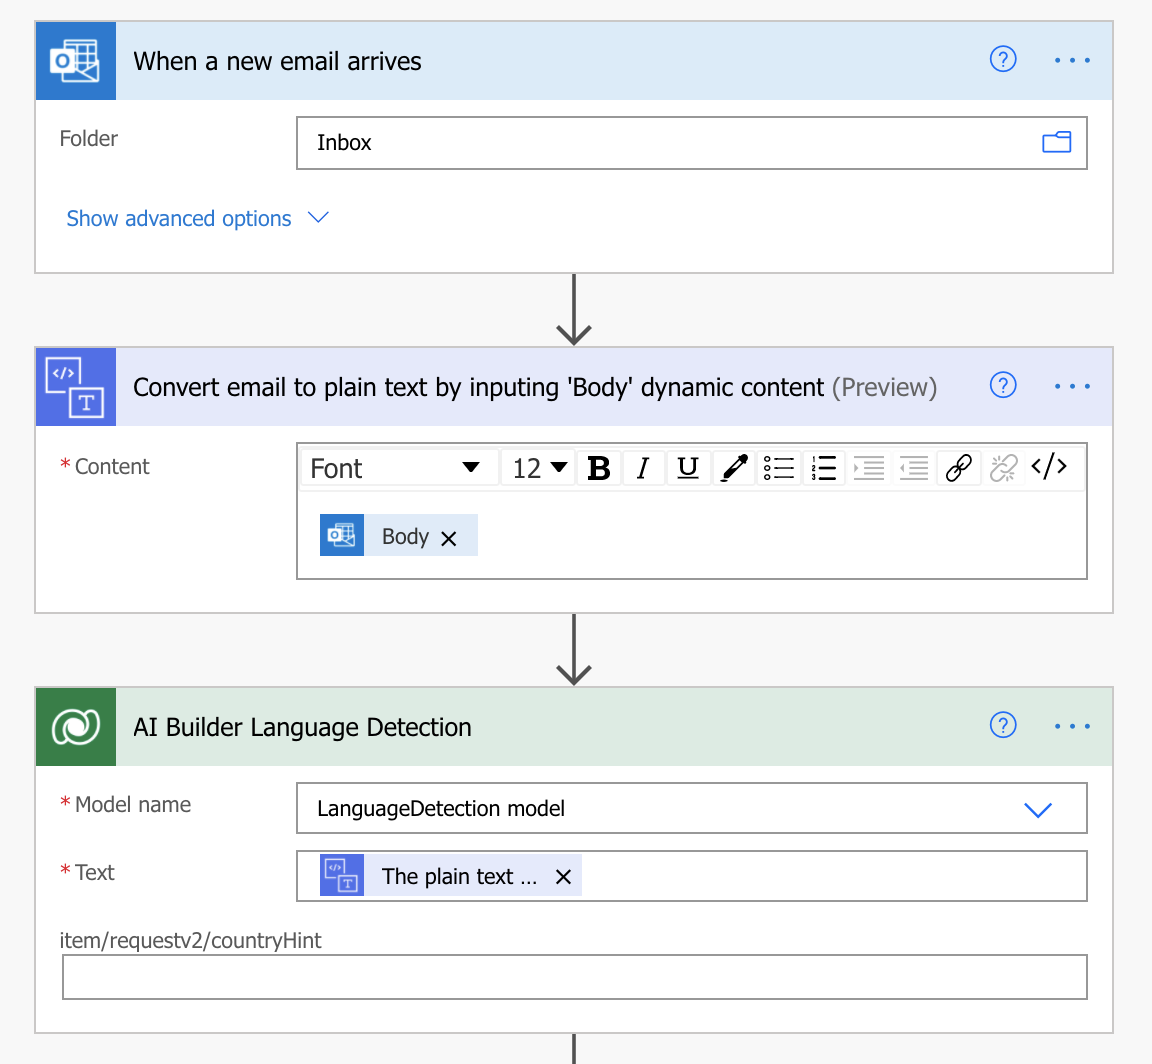 When a new email arrives
Folder
Inbox
Show advanced options
Convert email to plain text by inputing 'Body' dynamic content (Preview)
* Content
Font 12 B I U </>
Body
AI Builder Language Detection
* Model name
LanguageDetection model
* Text
The plain text ...
item/requestv2/countryHint